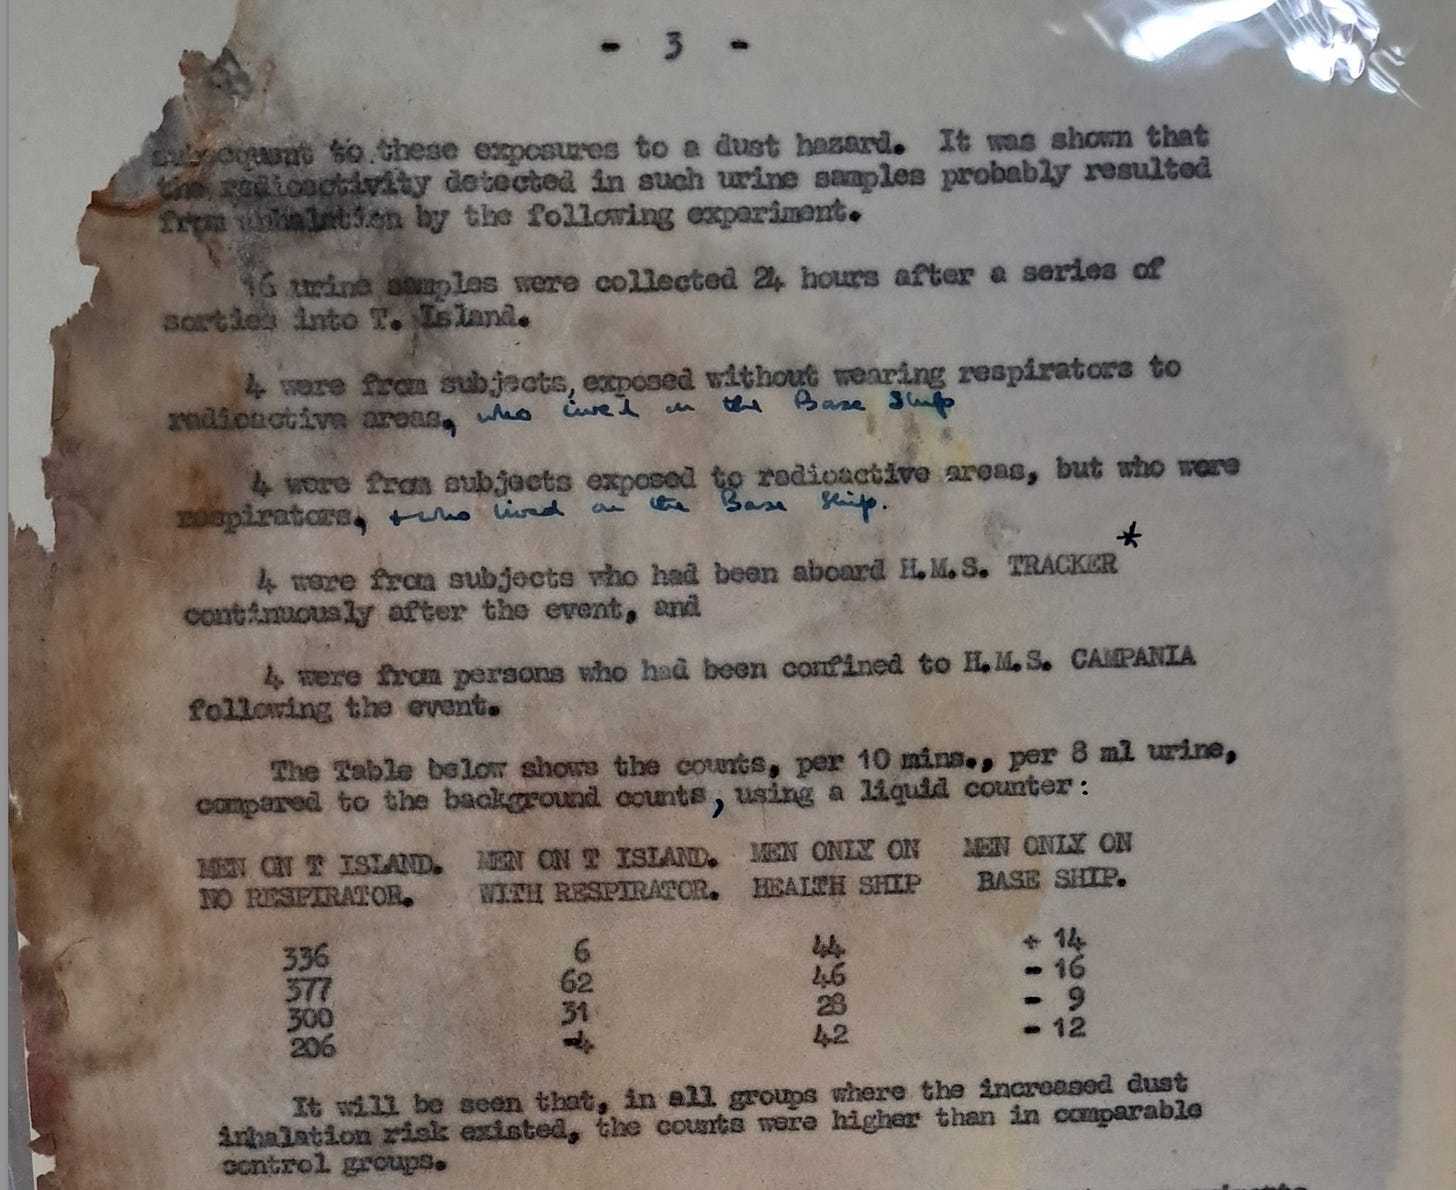 - 3 -
subsequent to these exposures to a dust hazard. It was shown that
the radioactivity detected in such urine samples probably resulted
from inhalation by the following experiment.
16 urine samples were collected 24 hours after a series of
sorties into T. Island.
4 were from subjects, exposed without wearing respirators to
radioactive areas, who lived on the Base Ship
4 were from subjects exposed to radioactive areas, but who wore
respirators, + who lived on the Base Ship.
4 were from subjects who had been aboard H.M.S. TRACKER*
continuously after the event, and
4 were from persons who had been confined to H.M.S. CAMPANIA
following the event.
The Table below shows the counts, per 10 mins., per 8 ml urine,
compared to the background counts, using a liquid counter:
MEN ON T ISLAND. MEN ON T ISLAND. MEN ONLY ON MEN ONLY ON
NO RESPIRATOR. WITH RESPIRATOR. HEALTH SHIP BASE SHIP.
336 6 44 + 14
377 62 46 - 16
300 31 28 - 9
206 -4 42 - 12
It will be seen that, in all groups where the increased dust
inhalation risk existed, the counts were higher than in comparable
control groups.